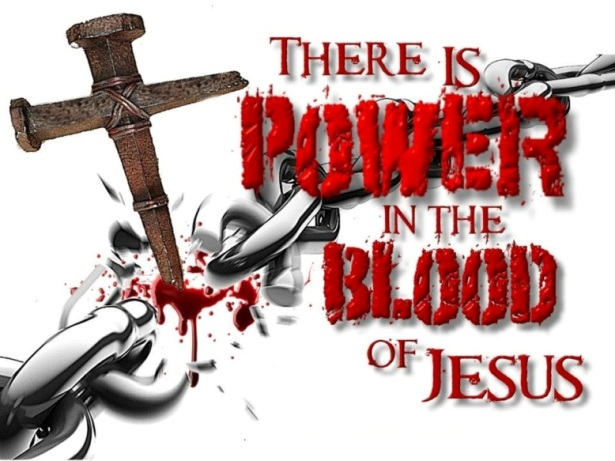 There is
POWER
IN THE
BLOOD
OF JESUS